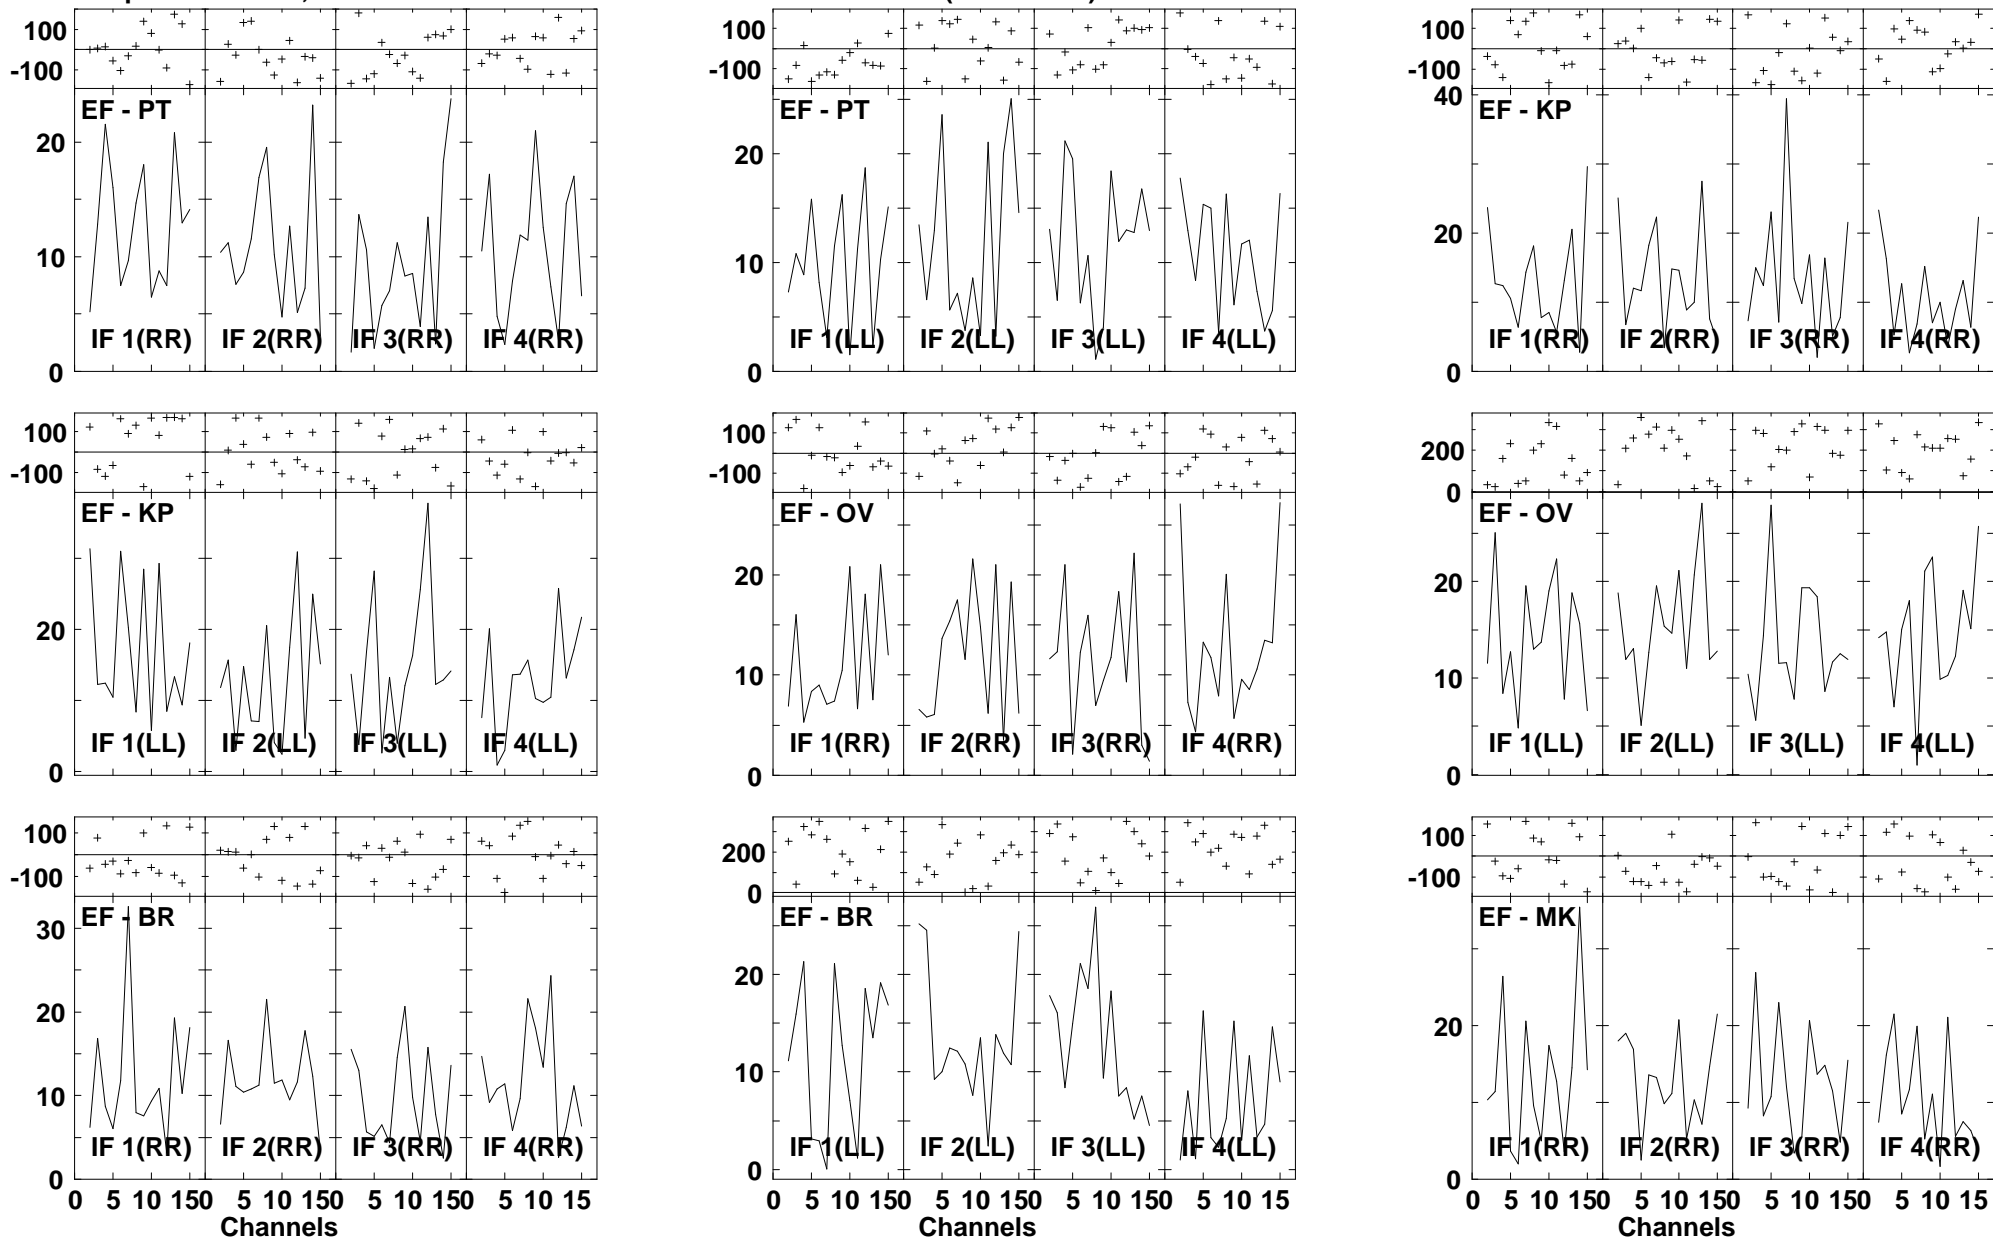 100 100 100
-100 -100 -100
EF - PT EF - PT 40 EF - KP
20 20 20
10 10
IF 1(RR) IF 2(RR) IF 3(RR) IF 4(RR) IF 1(LL) IF 2(LL) IF 3(LL) IF 4(LL) IF 1(RR) IF 2(RR) IF 3(RR) IF 4(RR)
0 0 0
100 100 200
-100 -100 0
EF - KP EF - OV EF - OV
20 20 20
10 10
IF 1(LL) IF 2(LL) IF 3(LL) IF 4(LL) IF 1(RR) IF 2(RR) IF 3(RR) IF 4(RR) IF 1(LL) IF 2(LL) IF 3(LL) IF 4(LL)
0 0 0
100 200 100
-100 0 -100
EF - BR EF - BR EF - MK
30 20 20
20 10
10
IF 1(RR) IF 2(RR) IF 3(RR) IF 4(RR) IF 1(LL) IF 2(LL) IF 3(LL) IF 4(LL) IF 1(RR) IF 2(RR) IF 3(RR) IF 4(RR)
0 0 0
0 5 10 150 5 10 150 5 10 150 5 10 15 0 5 10 150 5 10 150 5 10 150 5 10 15 0 5 10 150 5 10 150 5 10 150 5 10 15
Channels Channels Channels